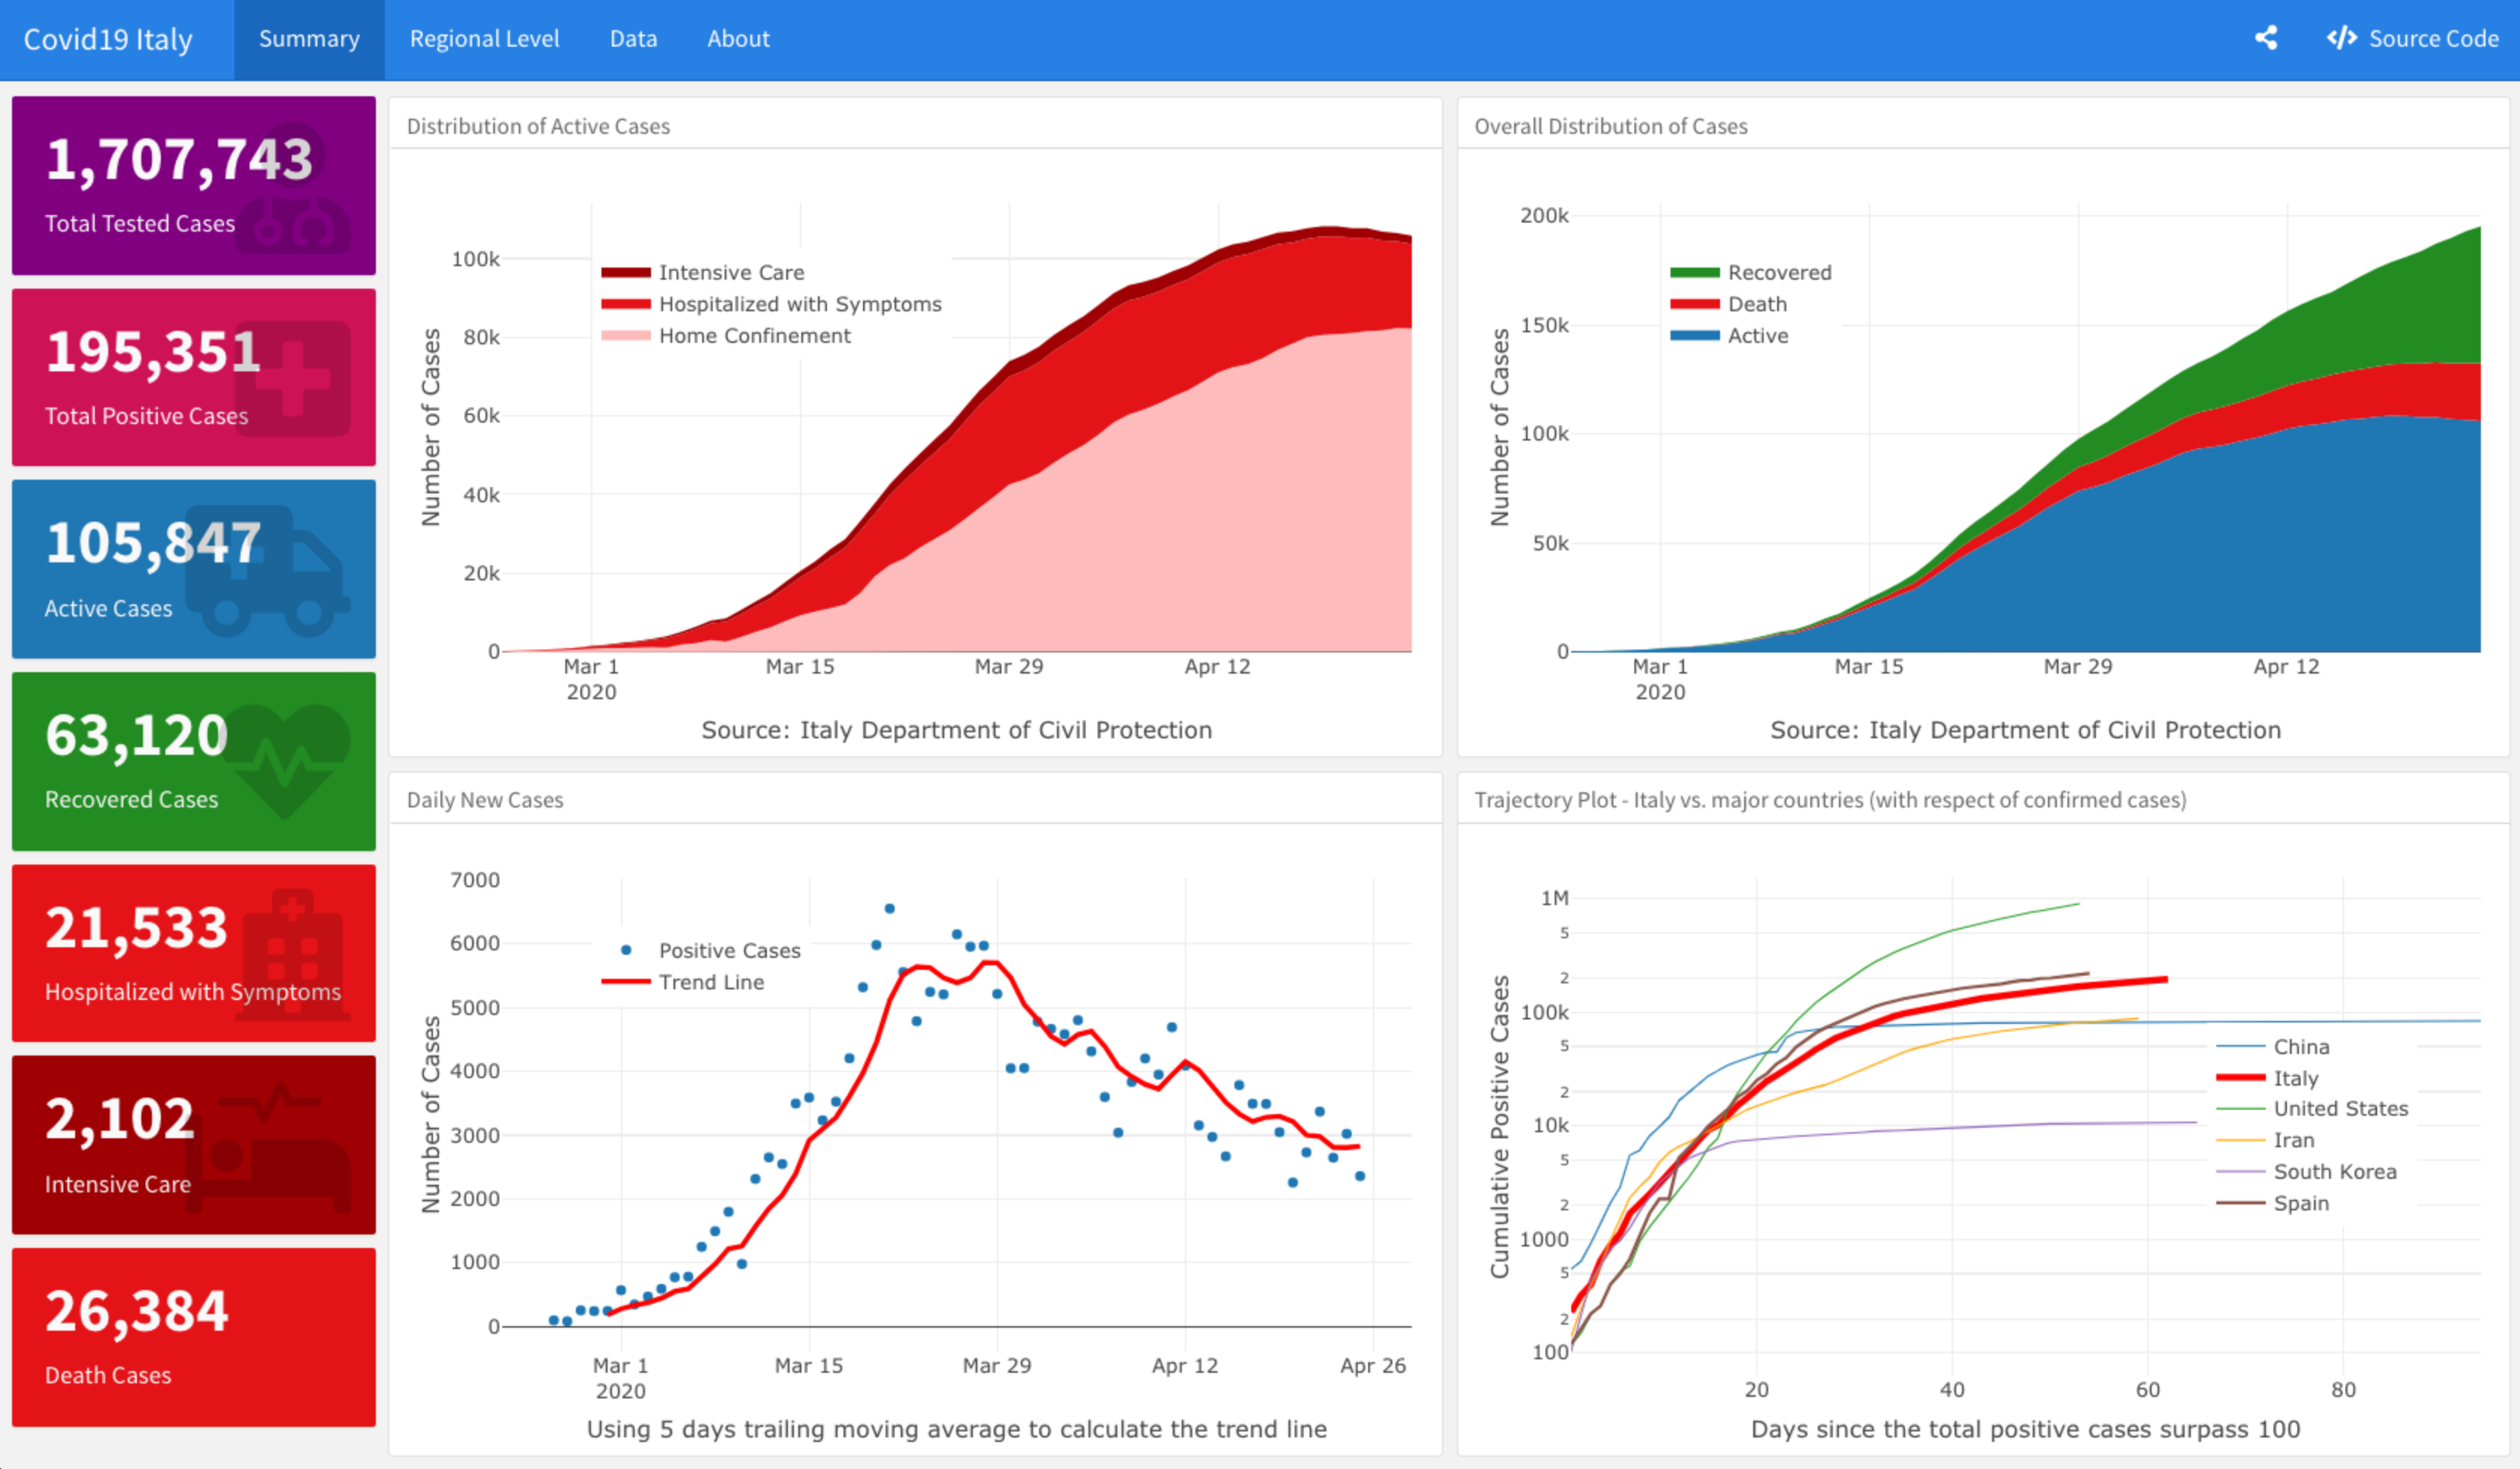 Covid19 Italy Summary Regional Level Data About Source Code
1,707,743
Total Tested Cases
195,351
Total Positive Cases
105,847
Active Cases
63,120
Recovered Cases
21,533
Hospitalized with Symptoms
2,102
Intensive Care
26,384
Death Cases
Distribution of Active Cases
100k
80k
60k
40k
20k
0
Number of Cases
Intensive Care
Hospitalized with Symptoms
Home Confinement
Mar 1 Mar 15 Mar 29 Apr 12
2020
Source: Italy Department of Civil Protection
Overall Distribution of Cases
200k
150k
100k
50k
0
Number of Cases
Recovered
Death
Active
Mar 1 Mar 15 Mar 29 Apr 12
2020
Source: Italy Department of Civil Protection
Daily New Cases
7000
6000
5000
4000
3000
2000
1000
0
Number of Cases
Positive Cases
Trend Line
Mar 1 Mar 15 Mar 29 Apr 12 Apr 26
2020
Using 5 days trailing moving average to calculate the trend line
Trajectory Plot - Italy vs. major countries (with respect of confirmed cases)
1M
5
2
100k
5
2
10k
5
2
1000
5
2
100
Cumulative Positive Cases
China
Italy
United States
Iran
South Korea
Spain
20 40 60 80
Days since the total positive cases surpass 100